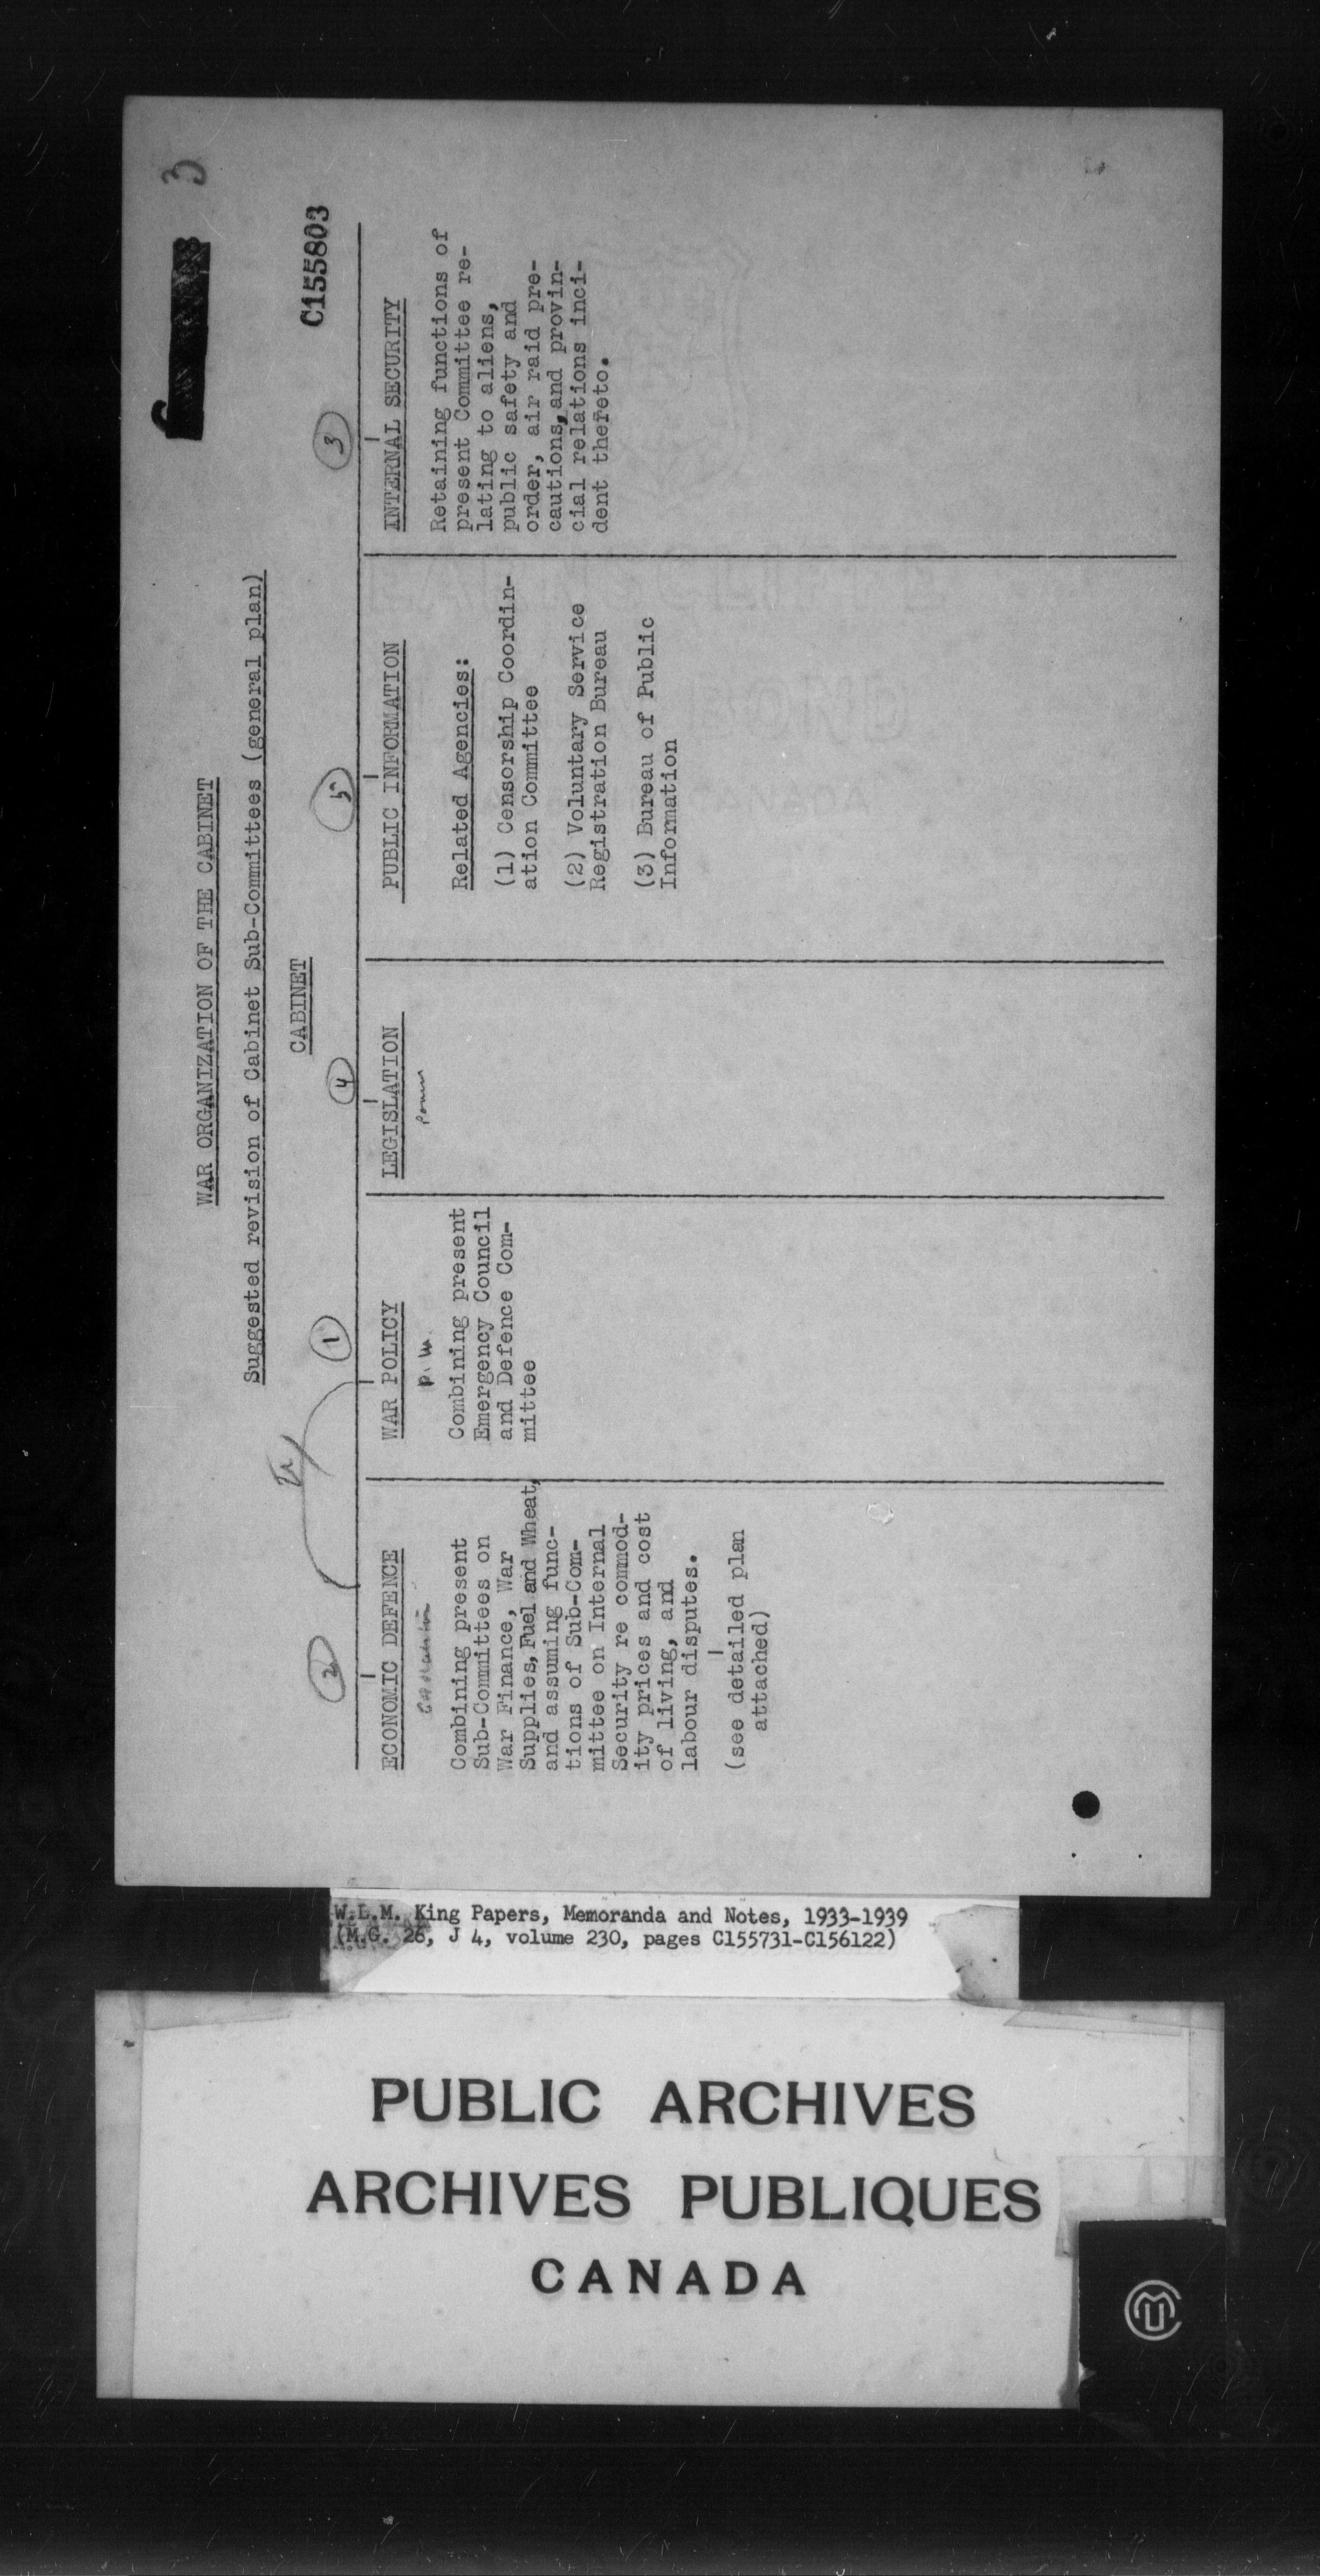 3
C155803
WAR ORGANIZATION OF THE CABINET
Suggested revision of Cabinet Sub-Committees (general plan)
CABINET
2
ECONOMIC DEFENCE
Combining present
Sub-Committees on
War Finance, War
Supplies, Fuel and Wheat,
and assuming func-
tions of Sub-Com-
mittee on Internal
Security re commod-
ity prices and cost
of living, and
labour disputes.
(see detailed plan
attached)
1
WAR POLICY
P.M.
Combining present
Emergency Council
and Defence Com-
mittee
4
LEGISLATION
5
PUBLIC INFORMATION
Related Agencies:
(1) Censorship Coordin-
ation Committee
(2) Voluntary Service
Registration Bureau
(3) Bureau of Public
Information
3
INTERNAL SECURITY
Retaining functions of
present Committee re-
lating to aliens,
public safety and
order, air raid pre-
cautions, and provin-
cial relations inci-
dent thereto.
W.L.M. King Papers, Memoranda and Notes, 1933-1939
(M.G. 26, J 4, volume 230, pages C155731-C156122)
PUBLIC ARCHIVES
ARCHIVES PUBLIQUES
CANADA